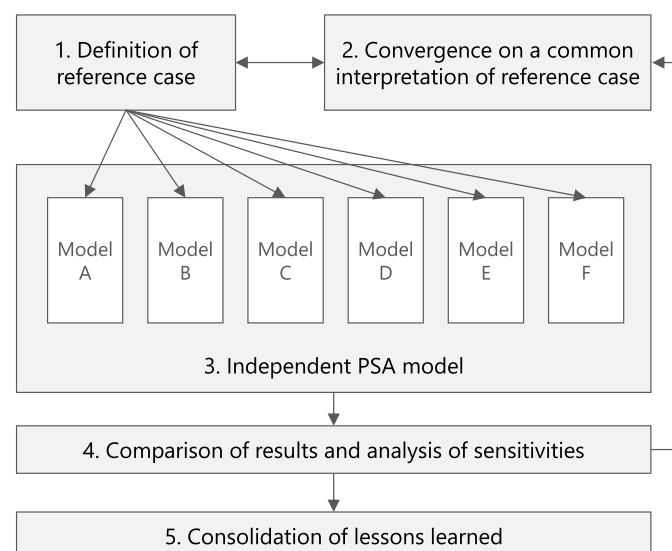 1. Definition of
reference case
2. Convergence on a common
interpretation of reference case
Model
A
Model
B
Model
C
Model
D
Model
E
Model
F
3. Independent PSA model
4. Comparison of results and analysis of sensitivities
5. Consolidation of lessons learned